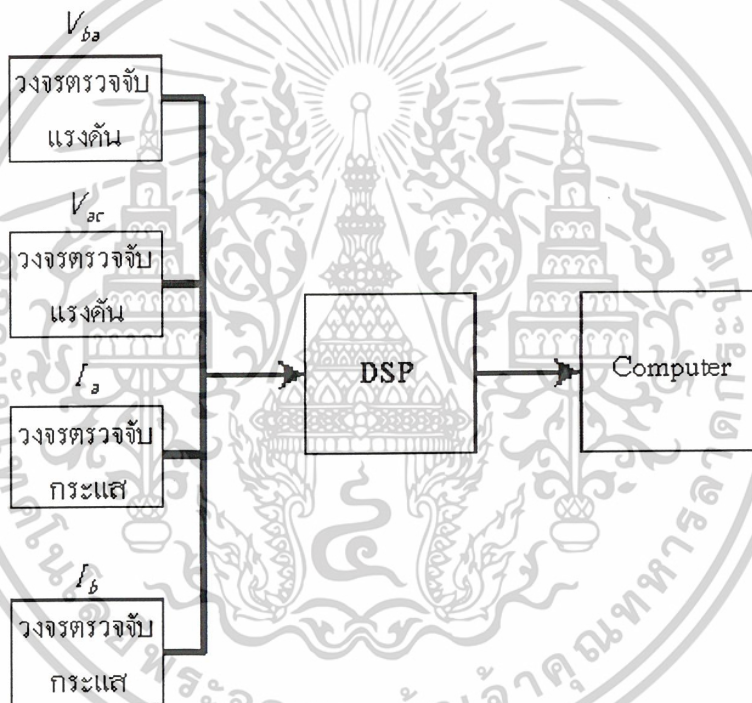 V_ba
วงจรตรวจจับ
แรงดัน
V_ac
วงจรตรวจจับ
แรงดัน
I_a
วงจรตรวจจับ
กระแส
I_b
วงจรตรวจจับ
กระแส
DSP
Computer